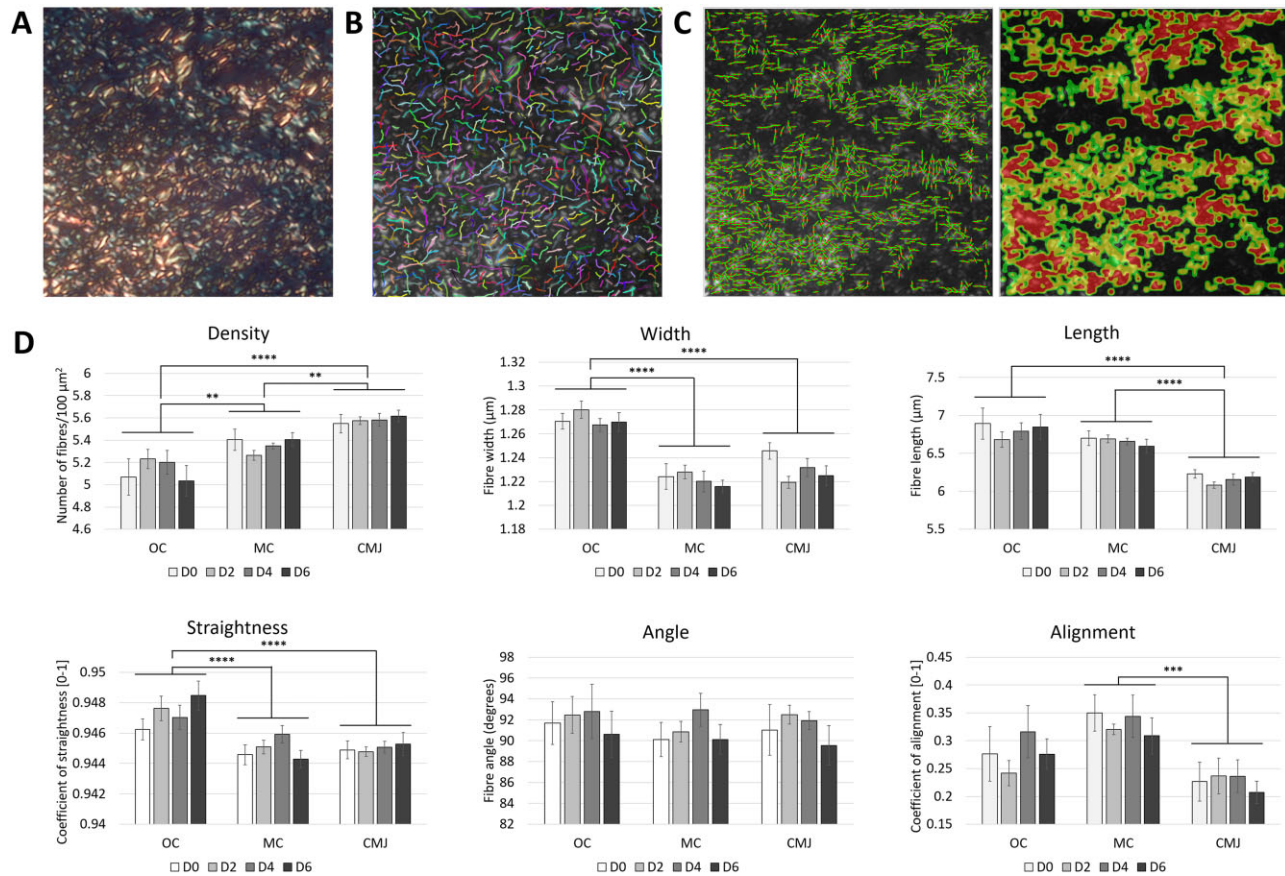 A
B
C
D
Density
Number of fibres/100 µm²
6
5.8
5.6
5.4
5.2
5
4.8
4.6
****
**
**
OC MC CMJ
D0 D2 D4 D6
Width
Fibre width (µm)
1.32
1.3
1.28
1.26
1.24
1.22
1.2
1.18
****
****
OC MC CMJ
D0 D2 D4 D6
Length
Fibre length (µm)
7.5
7
6.5
6
5.5
****
****
OC MC CMJ
D0 D2 D4 D6
Straightness
Coefficient of straightness [0-1]
0.95
0.948
0.946
0.944
0.942
0.94
****
****
OC MC CMJ
D0 D2 D4 D6
Angle
Fibre angle (degrees)
98
96
94
92
90
88
86
84
82
OC MC CMJ
D0 D2 D4 D6
Alignment
Coefficient of alignment [0-1]
0.45
0.4
0.35
0.3
0.25
0.2
0.15
***
OC MC CMJ
D0 D2 D4 D6